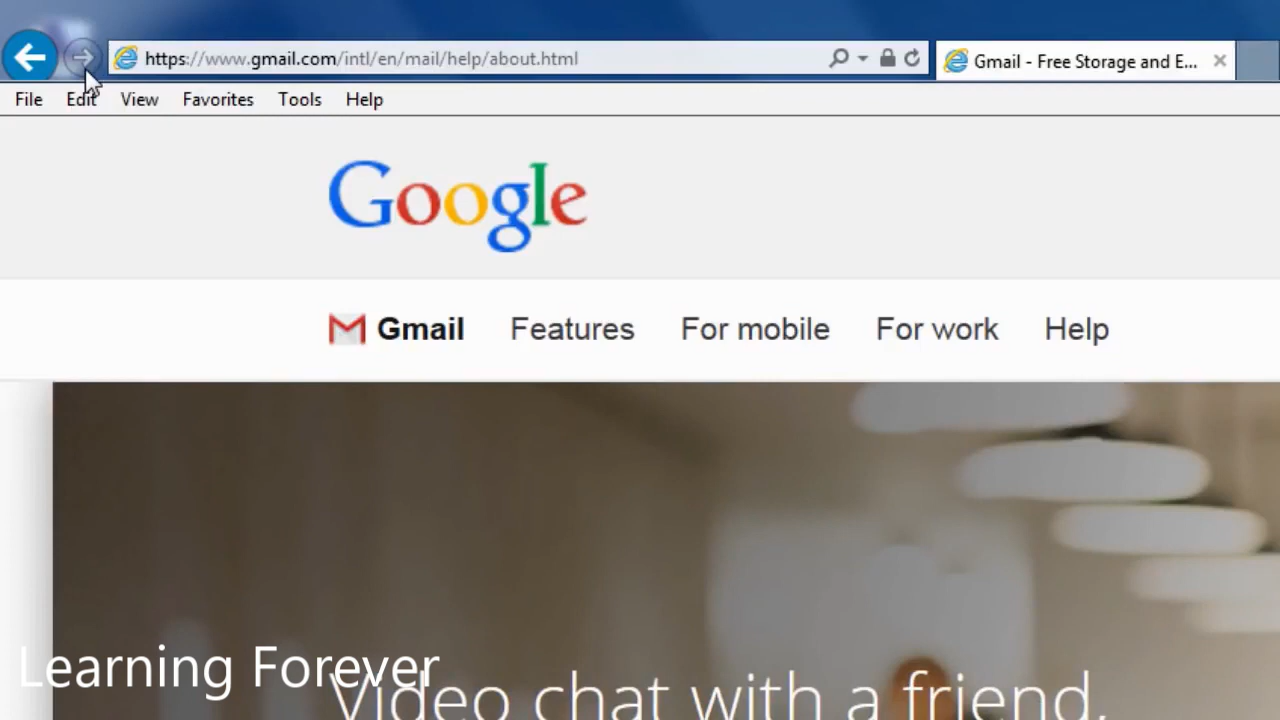 https://www.gmail.com/intl/en/mail/help/about.html
Gmail - Free Storage and E...
File Edit View Favorites Tools Help
Google
Gmail Features For mobile For work Help
Learning Forever
Video chat with a friend,